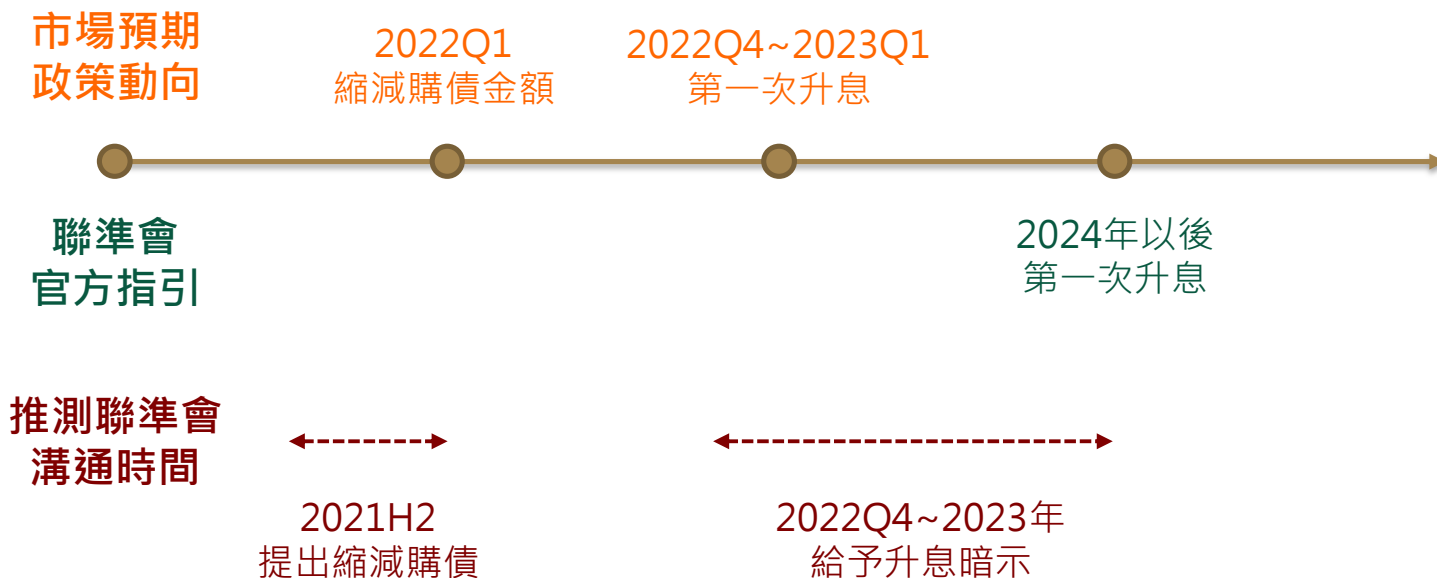 市場預期
政策動向
2022Q1
縮減購債金額
2022Q4~2023Q1
第一次升息
聯準會
官方指引
2024年以後
第一次升息
推測聯準會
溝通時間
2021H2
提出縮減購債
2022Q4~2023年
給予升息暗示